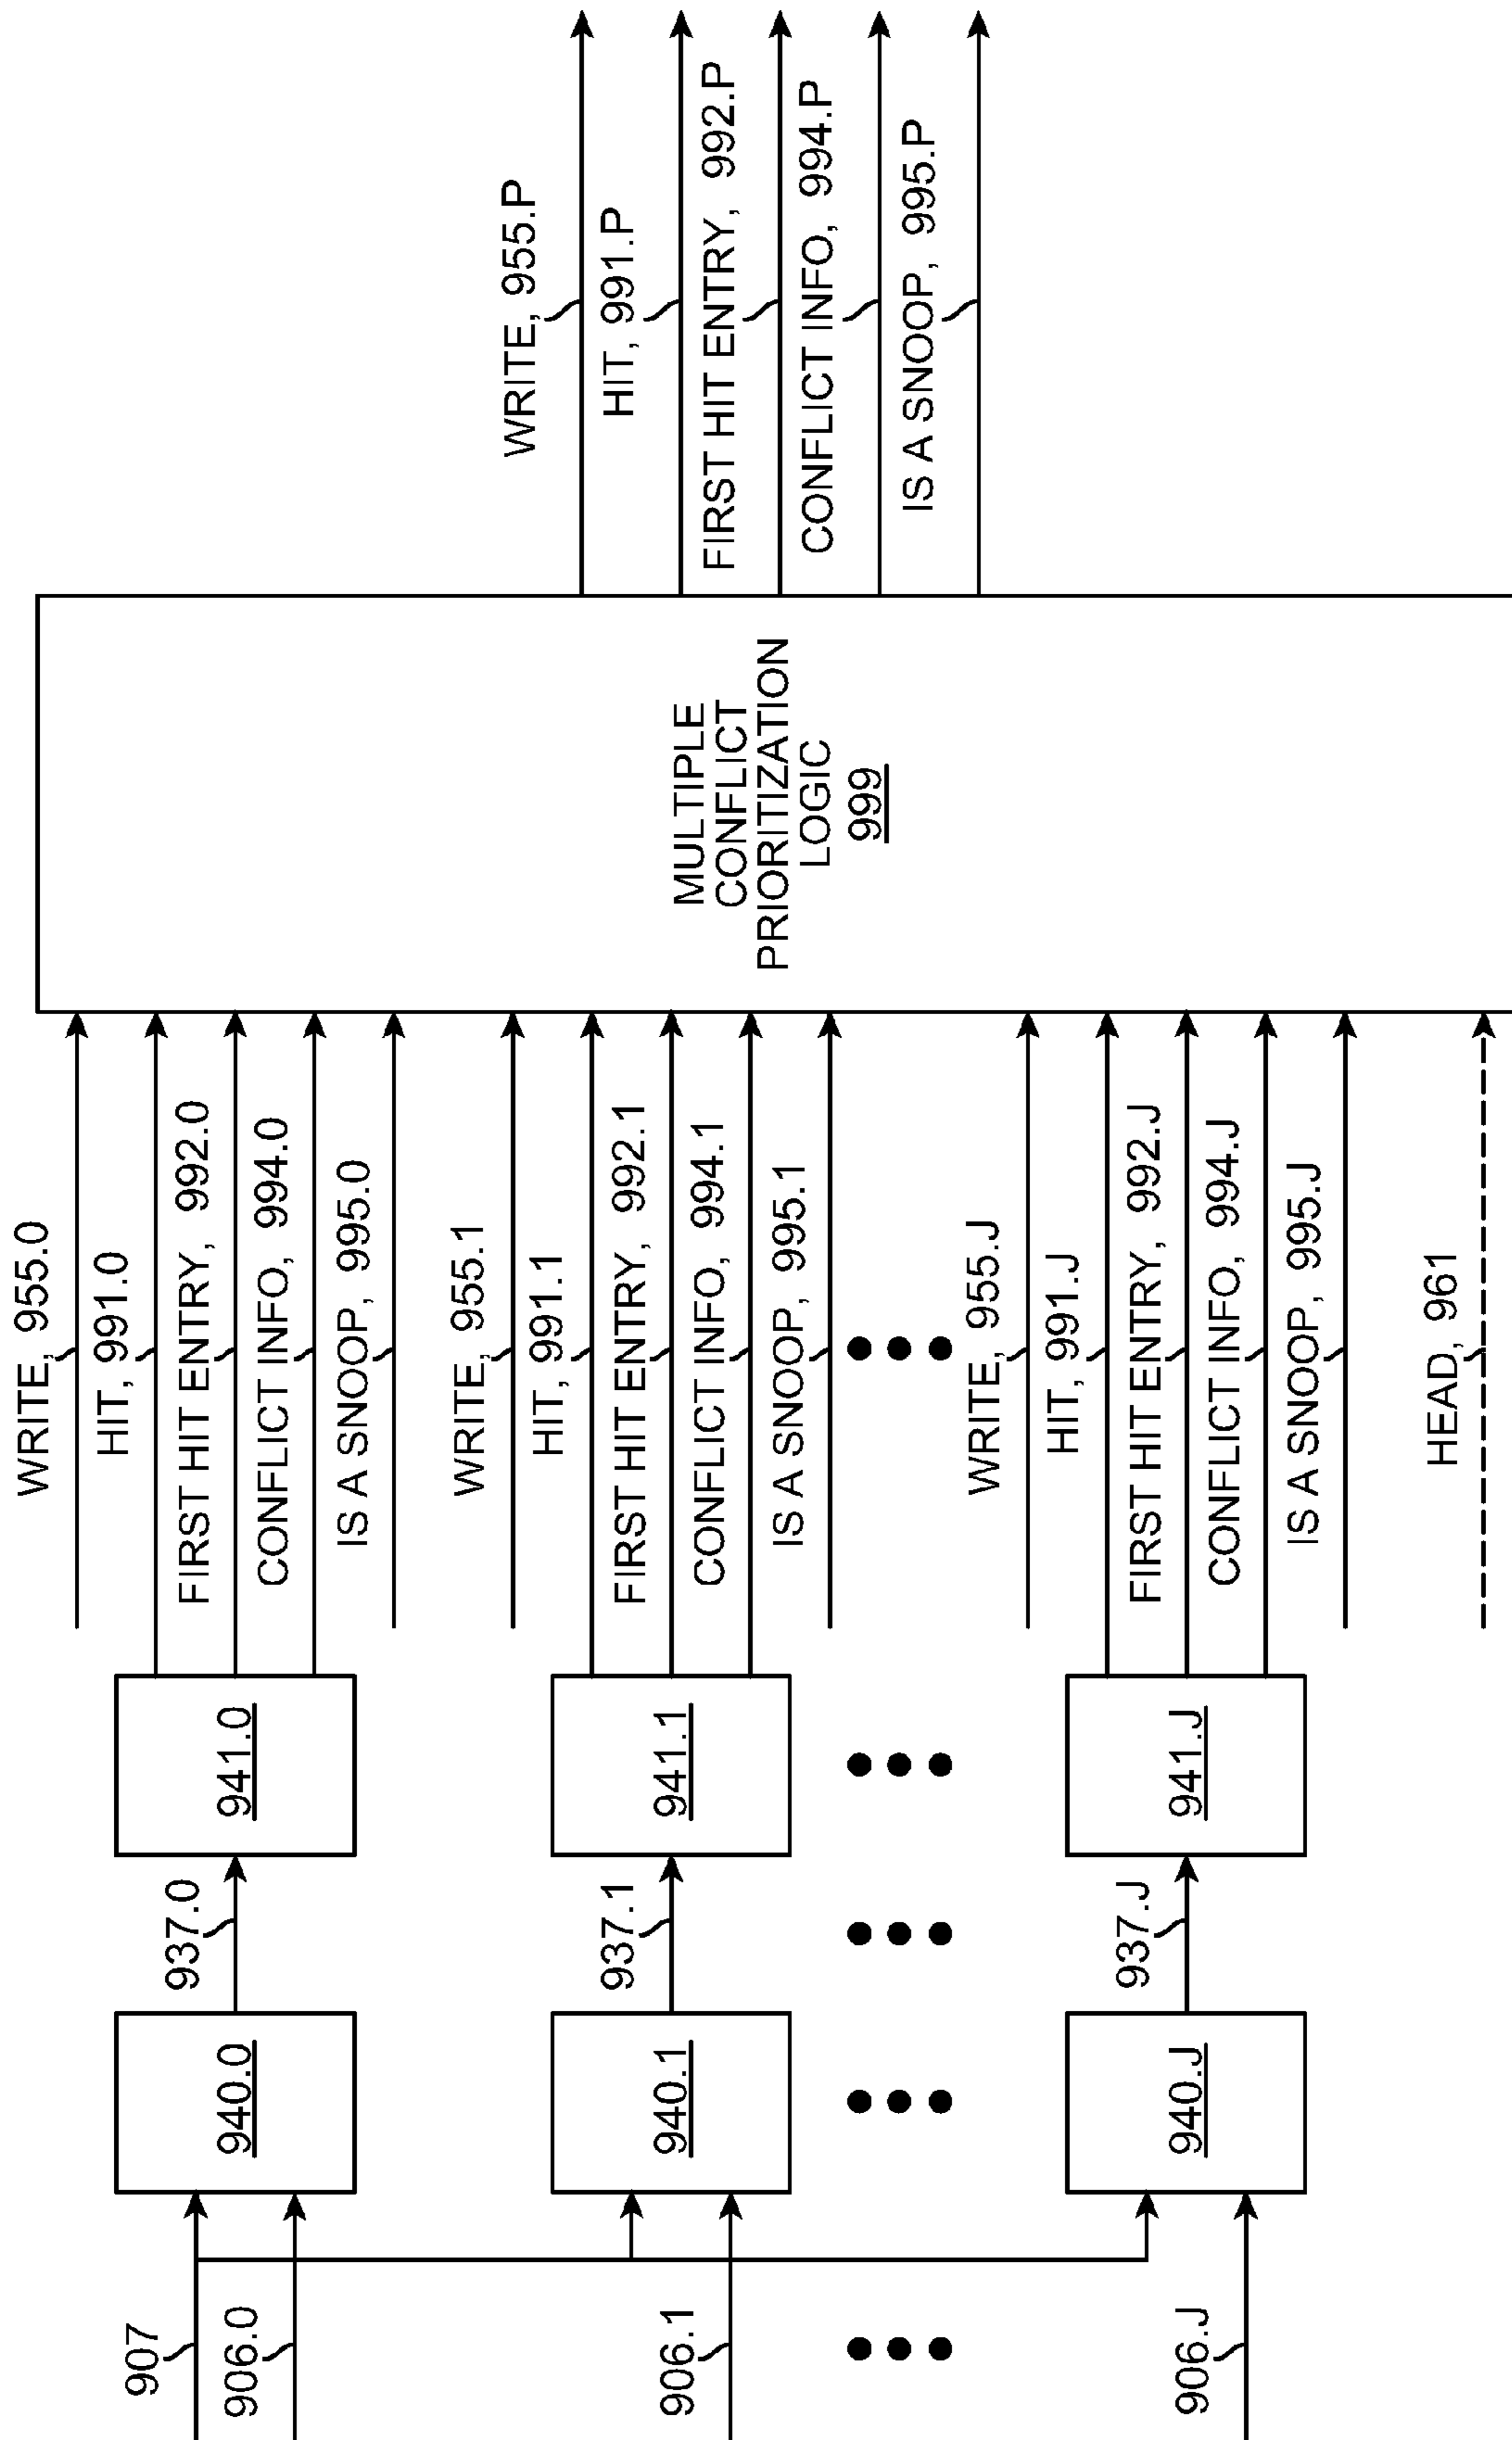 907
906.0
940.0
937.0
941.0
WRITE, 955.0
HIT, 991.0
FIRST HIT ENTRY, 992.0
CONFLICT INFO, 994.0
IS A SNOOP, 995.0
906.1
940.1
937.1
941.1
WRITE, 955.1
HIT, 991.1
FIRST HIT ENTRY, 992.1
CONFLICT INFO, 994.1
IS A SNOOP, 995.1
906.J
940.J
937.J
941.J
WRITE, 955.J
HIT, 991.J
FIRST HIT ENTRY, 992.J
CONFLICT INFO, 994.J
IS A SNOOP, 995.J
HEAD, 961
MULTIPLE
CONFLICT
PRIORITIZATION
LOGIC
999
WRITE, 955.P
HIT, 991.P
FIRST HIT ENTRY, 992.P
CONFLICT INFO, 994.P
IS A SNOOP, 995.P